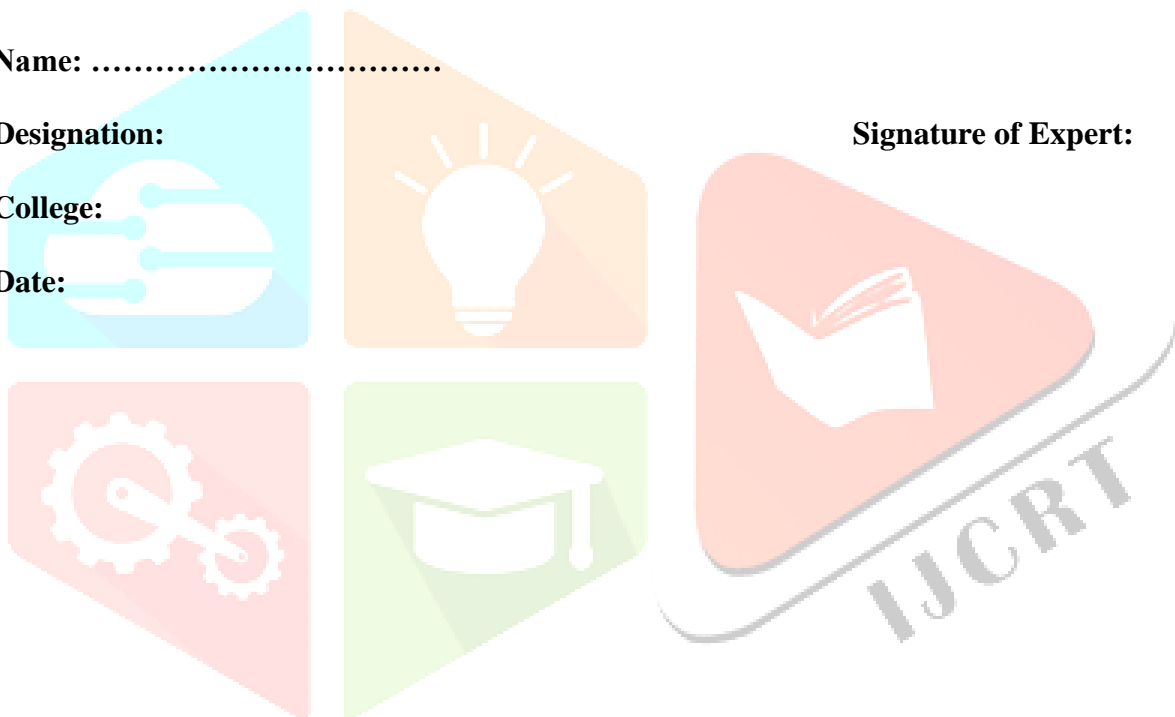 Name: ……………………………
Designation: Signature of Expert:
College:
Date:
IJCRT